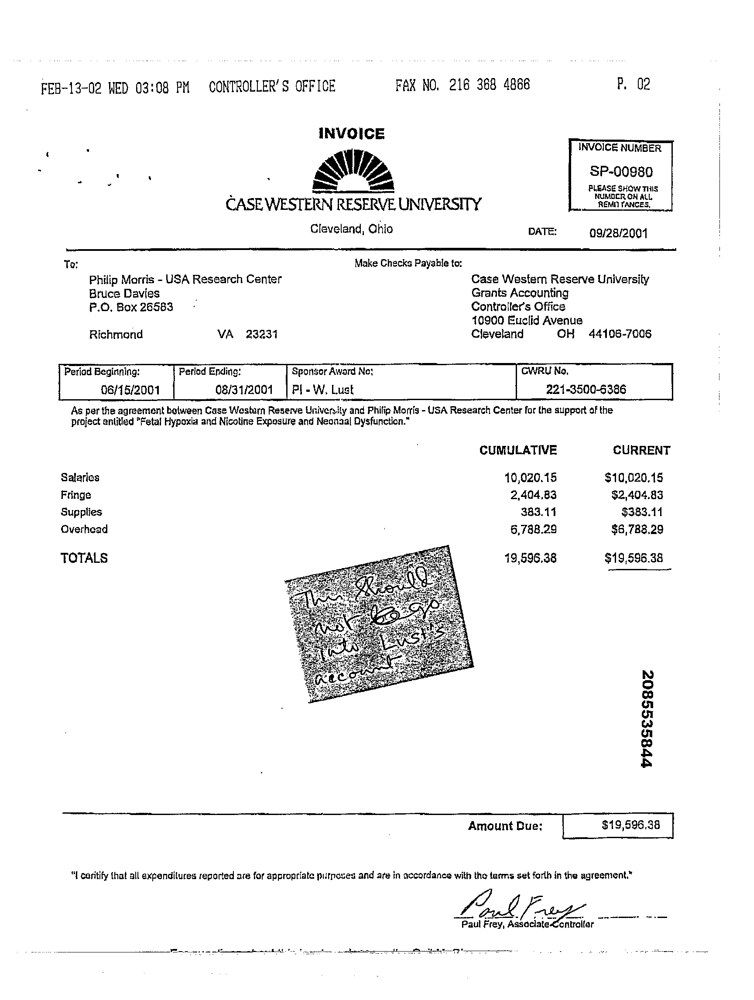 FEB-13-02 WED 03:08 PM CONTROLLER'S OFFICE FAX NO. 216 368 4866 P. 02
INVOICE
INVOICE NUMBER
SP-00980
PLEASE SHOW THIS
NUMBER ON ALL
REMITTANCES.
CASE WESTERN RESERVE UNIVERSITY
Cleveland, Ohio
DATE: 09/28/2001
To: Make Checks Payable to:
Philip Morris - USA Research Center Case Western Reserve University
Bruce Davies Grants Accounting
P.O. Box 26583 Controller's Office
10900 Euclid Avenue
Richmond VA 23231 Cleveland OH 44106-7006
Period Beginning: Period Ending: Sponsor Award No: CWRU No.
06/15/2001 08/31/2001 PI - W. Lust 221-3500-6386
As per the agreement between Case Western Reserve University and Philip Morris - USA Research Center for the support of the
project entitled "Fetal Hypoxia and Nicotine Exposure and Neonaal Dysfunction."
CUMULATIVE CURRENT
Salaries 10,020.15 $10,020.15
Fringe 2,404.83 $2,404.83
Supplies 383.11 $383.11
Overhead 6,788.29 $6,788.29
TOTALS 19,596.38 $19,596.38
This Should
not go
into Lust's
account
2085535844
Amount Due: $19,596.38
"I certify that all expenditures reported are for appropriate purposes and are in accordance with the terms set forth in the agreement."
Paul Frey
Paul Frey, Associate Controller